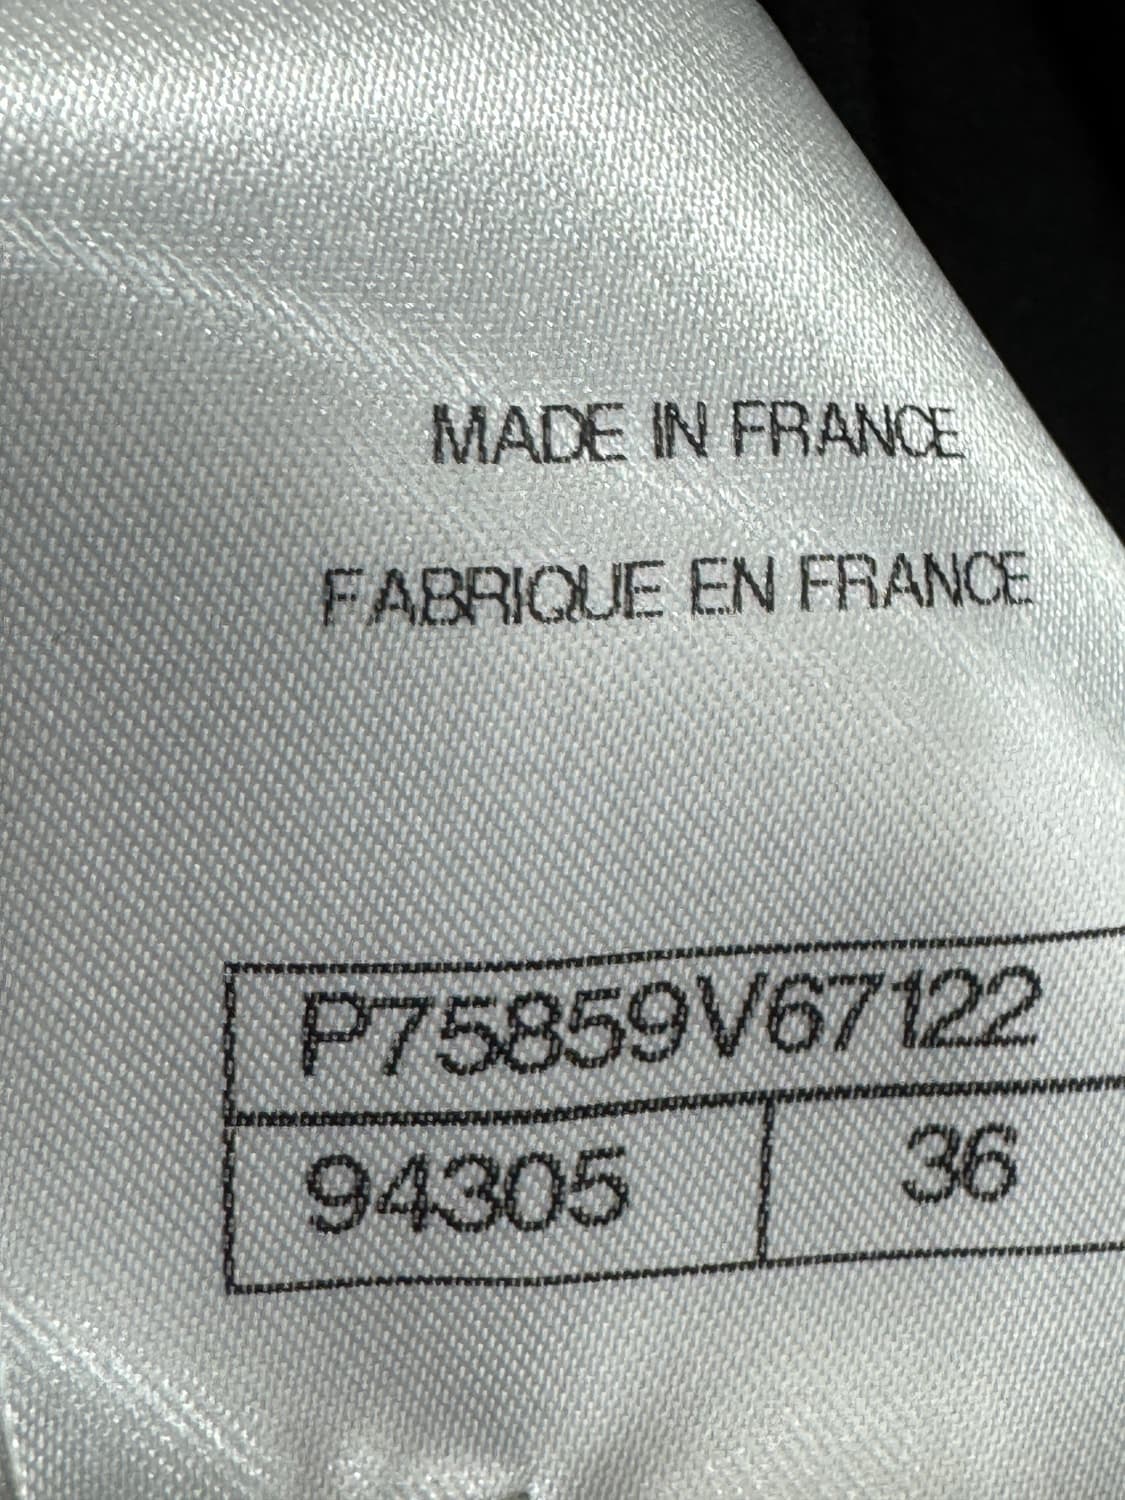 MADE IN FRANCE
FABRIQUE EN FRANCE
P75859V67122
94305 36